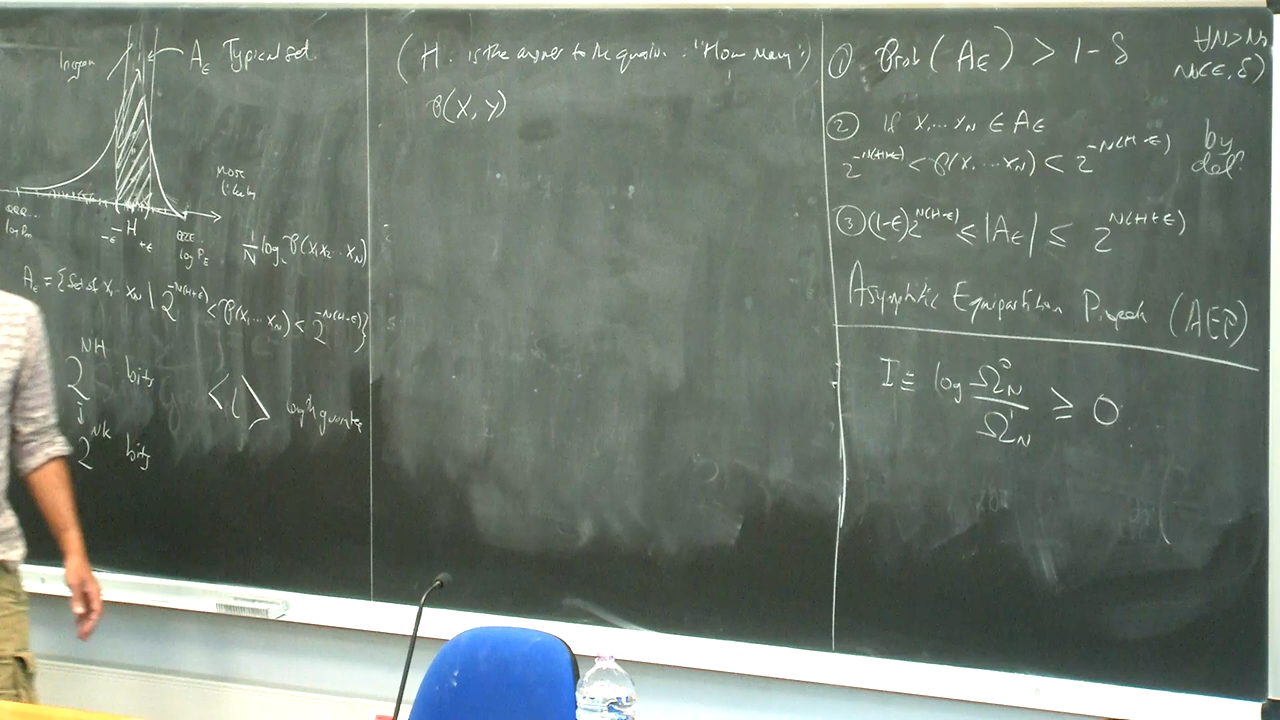 A_ε Typical set.
More
likely
-ε -H +ε
1/N log₂ P(x₁x₂...x_N)
A_ε = {Set of x₁...x_N | 2^{-N(H+ε)} < P(x₁,...x_N) < 2^{-N(H-ε)}}
2^{NH} bits
<L>
2^{NK} bits
(H. is the answer to the question: "How many")
P(X,Y)
① Prob(A_ε) > 1-δ ∀N>N₀
N₀(ε,δ)
② If x₁...x_N ∈ A_ε
2^{-N(H+ε)} < P(x₁...x_N) < 2^{-N(H-ε)} by def.
③ (1-ε)2^{N(H-ε)} ≤ |A_ε| ≤ 2^{N(H+ε)}
Asymptotic Equipartition (AEP)
I ≡ log Ω⁰_N / Ω¹_N ≥ 0